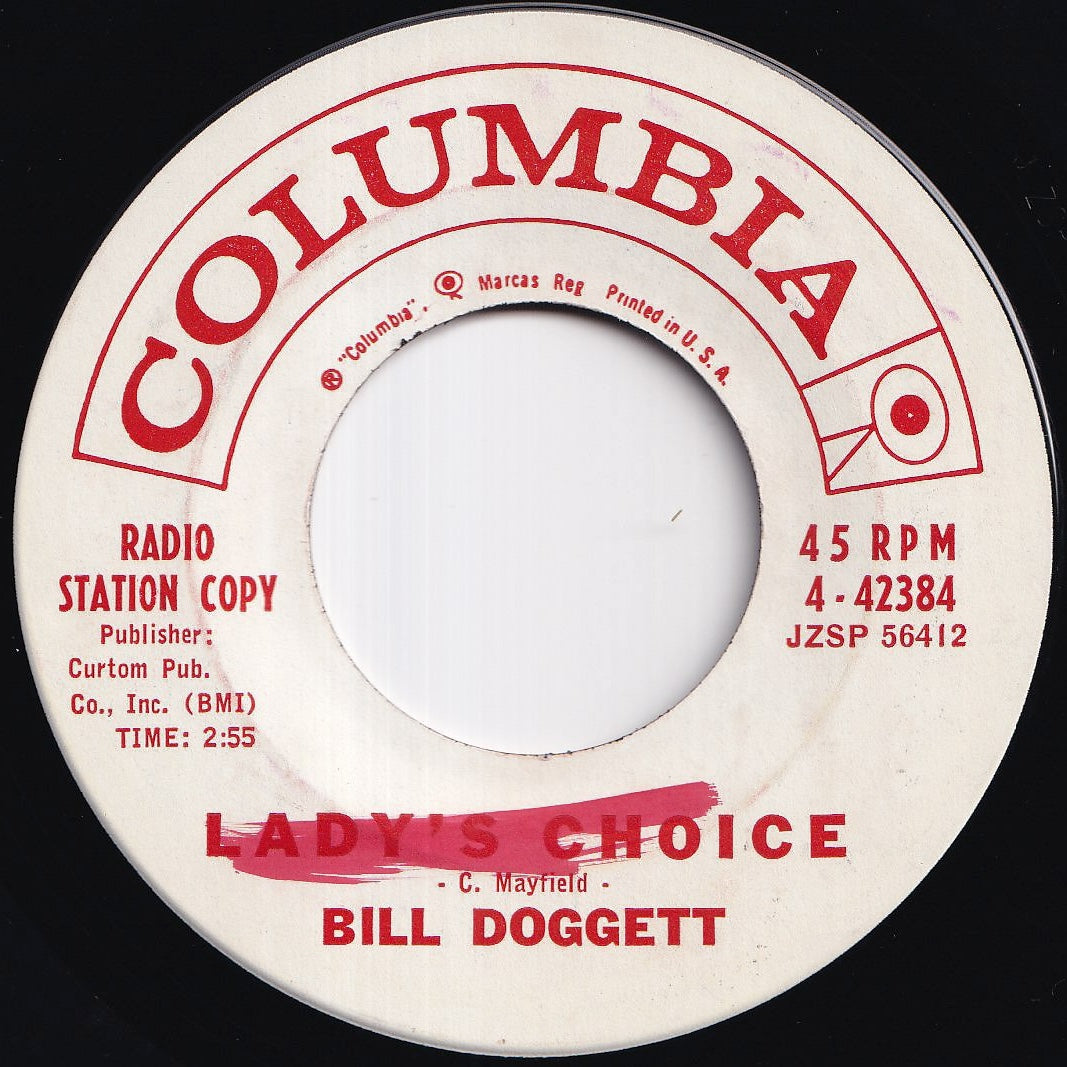 COLUMBIA
® "Columbia", Marcas Reg Printed in U. S. A.
RADIO
STATION COPY
Publisher:
Curtom Pub.
Co., Inc. (BMI)
TIME: 2:55
45 RPM
4-42384
JZSP 56412
LADY'S CHOICE
- C. Mayfield -
BILL DOGGETT